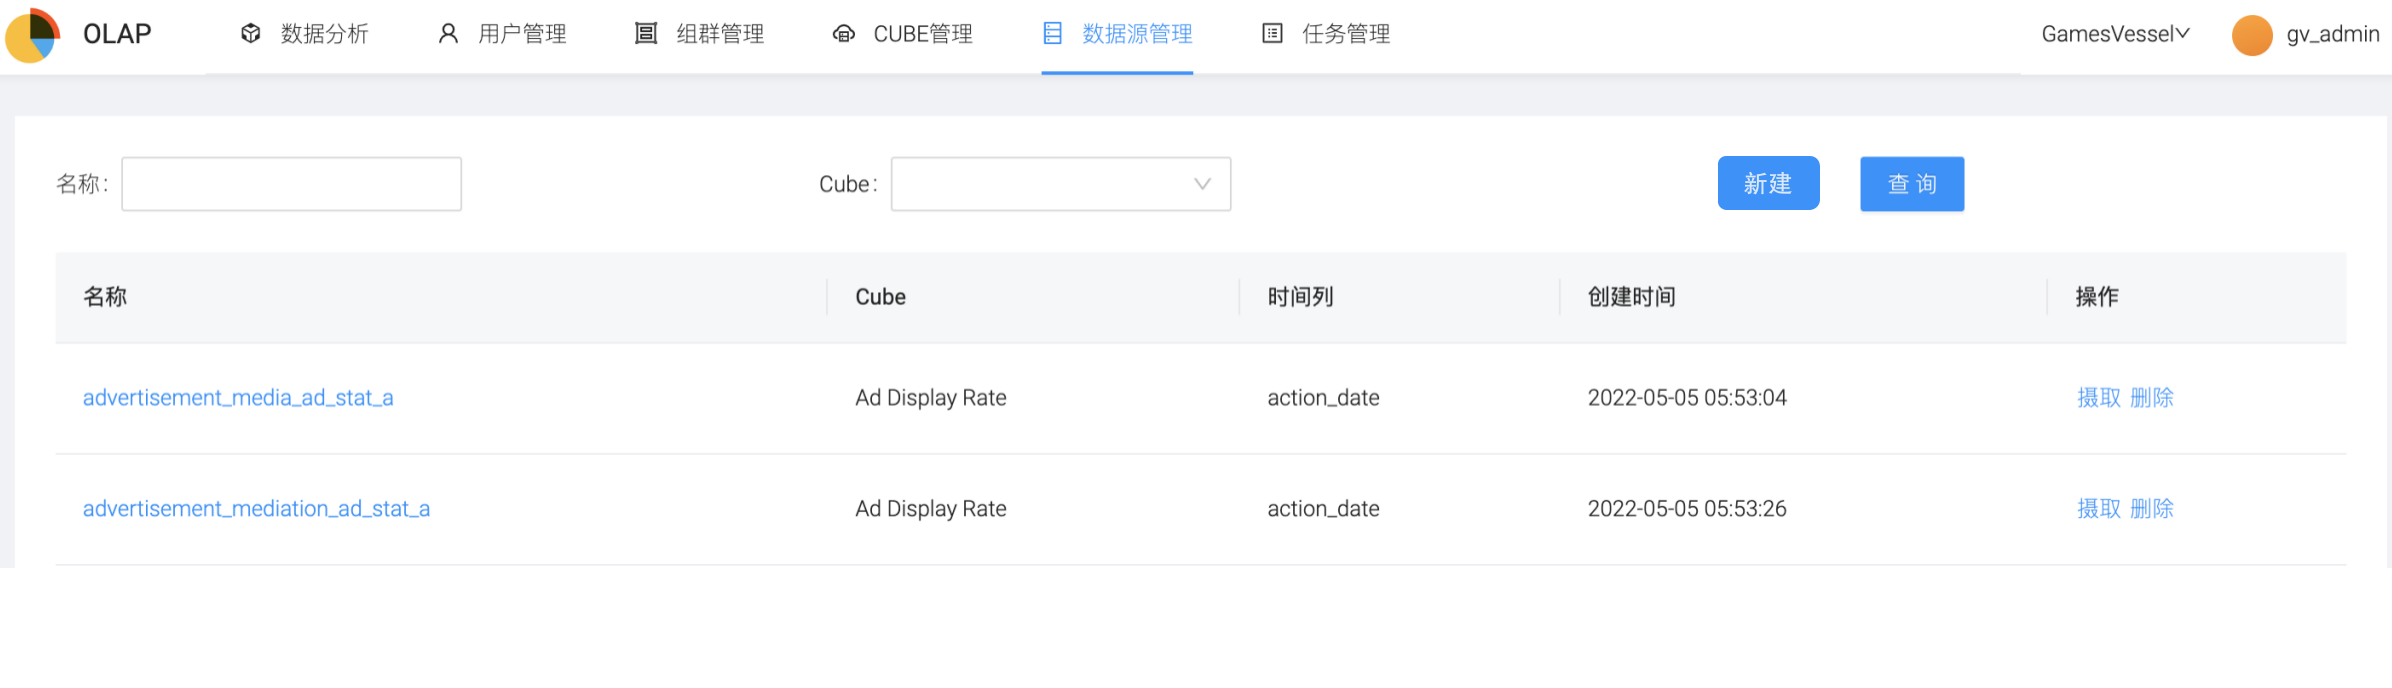 OLAP 数据分析 用户管理 组群管理 CUBE管理 数据源管理 任务管理 GamesVessel gv_admin
名称: Cube: 新建 查询
名称 Cube 时间列 创建时间 操作
advertisement_media_ad_stat_a Ad Display Rate action_date 2022-05-05 05:53:04 摄取 删除
advertisement_mediation_ad_stat_a Ad Display Rate action_date 2022-05-05 05:53:26 摄取 删除